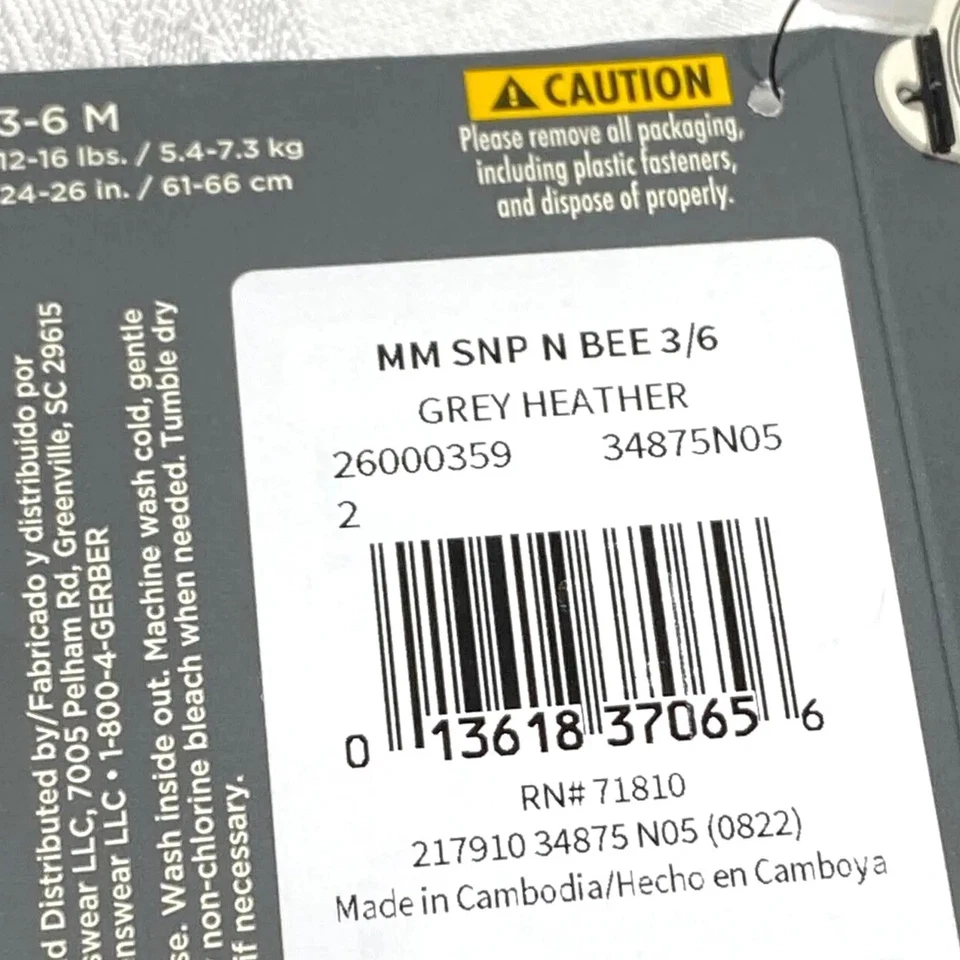 3-6 M
12-16 lbs. / 5.4-7.3 kg
24-26 in. / 61-66 cm
CAUTION
Please remove all packaging,
including plastic fasteners,
and dispose of properly.
MM SNP N BEE 3/6
GREY HEATHER
26000359 34875N05
2
0 13618 37065 6
RN# 71810
217910 34875 N05 (0822)
Made in Cambodia/Hecho en Camboya
d Distributed by/Fabricado y distribuido por
swear LLC, 7005 Pelham Rd, Greenville, SC 29615
nswear LLC • 1-800-4-GERBER
se. Wash inside out. Machine wash cold, gentle
non-chlorine bleach when needed. Tumble dry
if necessary.